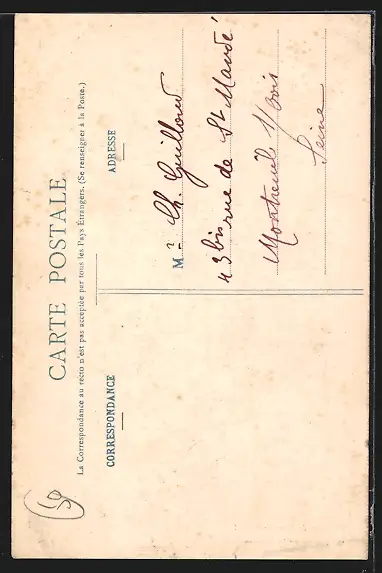 CARTE POSTALE
La Correspondance au recto n'est pas acceptée par tous les Pays Étrangers. (Se renseigner à la Poste.)
CORRESPONDANCE
ADRESSE
M r Ch. Guilloud
43 bis rue de St Mandé
Montreuil s/Bois
Seine